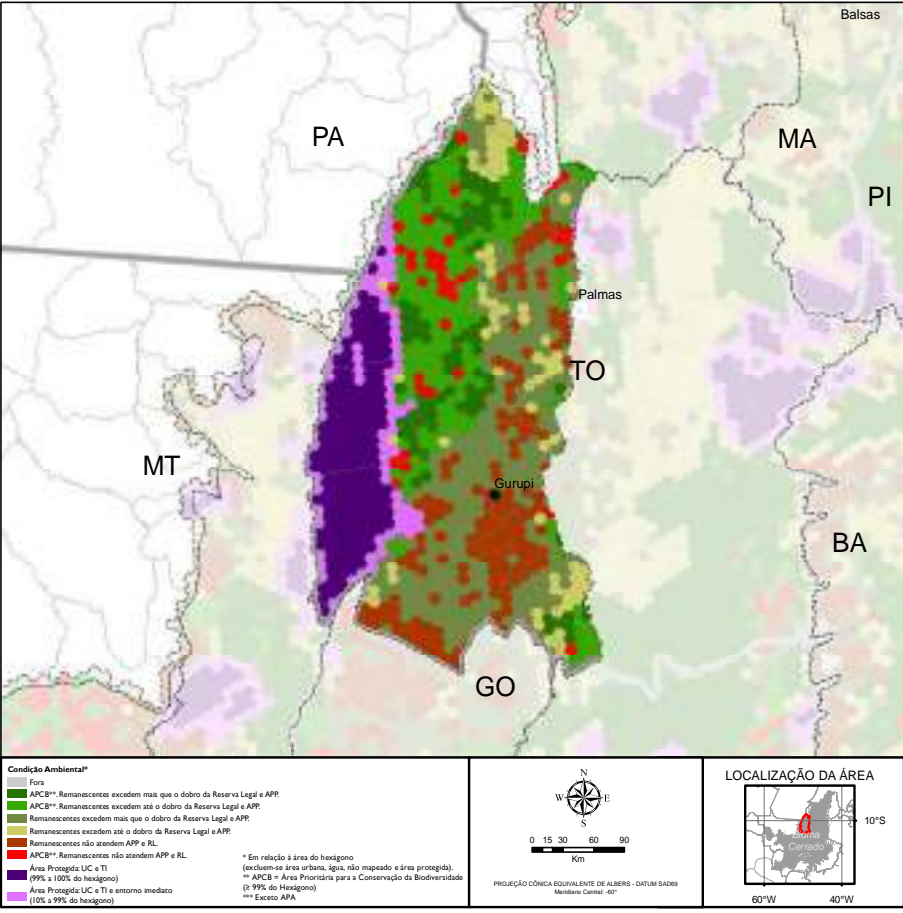 Balsas
PA
MA
PI
Palmas
TO
MT
Gurupi
BA
GO
Condição Ambiental*
Fora
APCB**. Remanescentes excedem mais que o dobro da Reserva Legal e APP.
APCB**. Remanescentes excedem até o dobro da Reserva Legal e APP.
Remanescentes excedem mais que o dobro da Reserva Legal e APP.
Remanescentes excedem até o dobro da Reserva Legal e APP.
Remanescentes não atendem APP e RL.
APCB**. Remanescentes não atendem APP e RL.
Área Protegida: UC e TI
(99% a 100% do hexágono)
Área Protegida: UC e TI e entorno imediato
(10% a 99% do hexágono)
* Em relação à área do hexágono
(excluem-se área urbana, água, não mapeado e área protegida).
** APCB = Área Prioritária para a Conservação da Biodiversidade
(≥ 99% do Hexágono)
*** Exceto APA
N
W E
S
0 15 30 60 90
Km
PROJEÇÃO CÔNICA EQUIVALENTE DE ALBERS - DATUM SAD69
Meridiano Central: -60°
LOCALIZAÇÃO DA ÁREA
10°S
Bioma
Cerrado
60°W 40°W